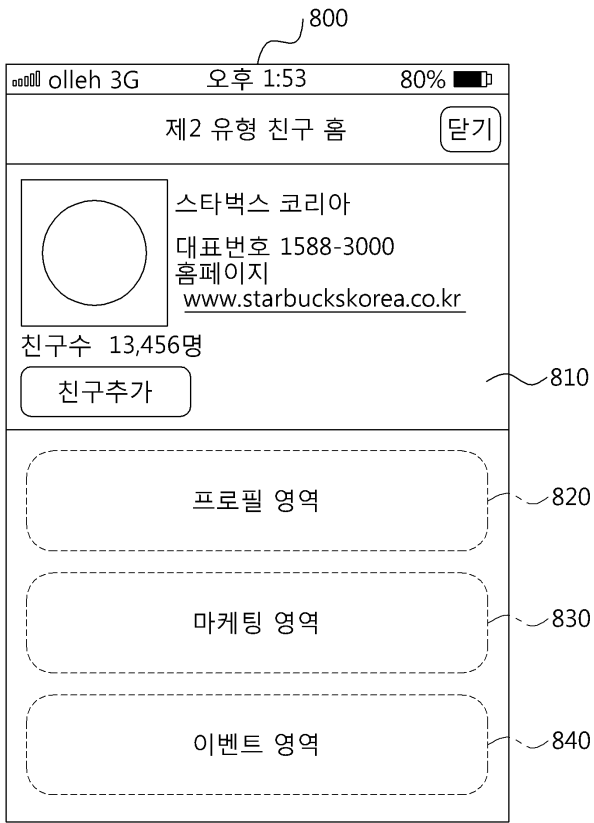 800
olleh 3G 오후 1:53 80%
제2 유형 친구 홈 닫기
스타벅스 코리아
대표번호 1588-3000
홈페이지
www.starbuckskorea.co.kr
친구수 13,456명
친구추가
810
프로필 영역
820
마케팅 영역
830
이벤트 영역
840